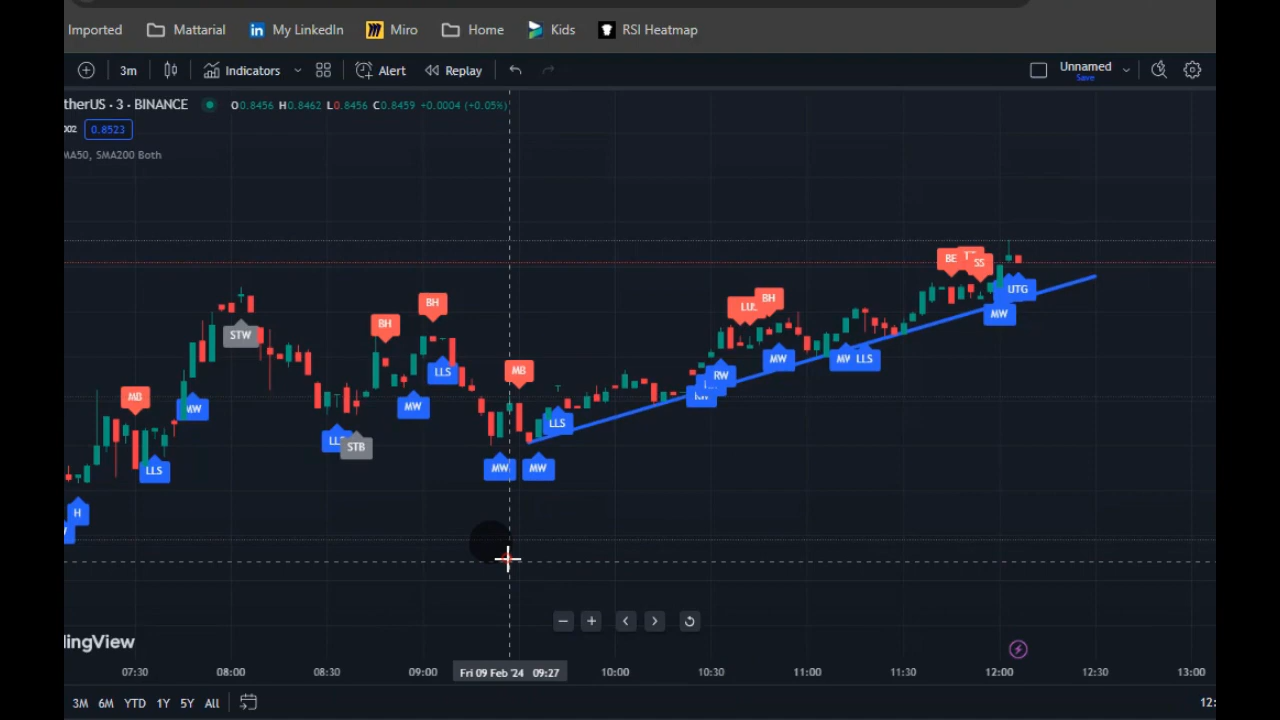 Imported Mattarial My LinkedIn Miro Home Kids RSI Heatmap
3m Indicators Alert Replay Unnamed
Save
therUS · 3 · BINANCE O0.8456 H0.8462 L0.8456 C0.8459 +0.0004 (+0.05%)
002 0.8523
MA50, SMA200 Both
BE SS
UTG
BH LUL BH
MW
BH
STW
MW LLS
MB LLS MW
RW
MB
MW MW
LLS
LL STB
LLS MW MW
H
lingView
07:30 08:00 08:30 09:00 Fri 09 Feb '24 09:27 10:00 10:30 11:00 11:30 12:00 12:30 13:00
3M 6M YTD 1Y 5Y All 12: